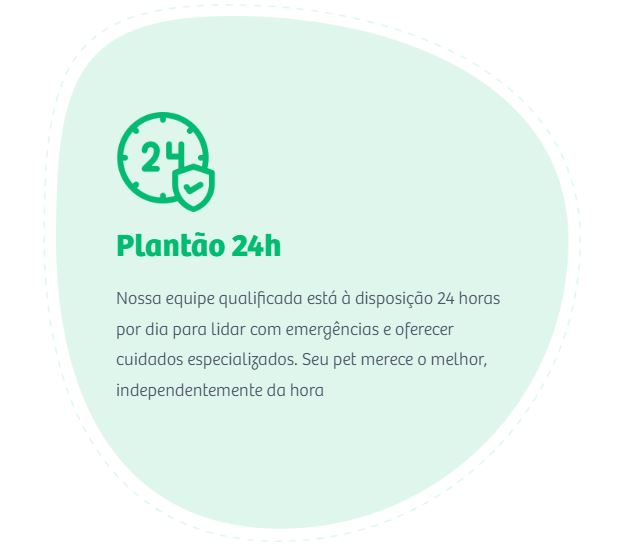 24
Plantão 24h
Nossa equipe qualificada está à disposição 24 horas
por dia para lidar com emergências e oferecer
cuidados especializados. Seu pet merece o melhor,
independentemente da hora